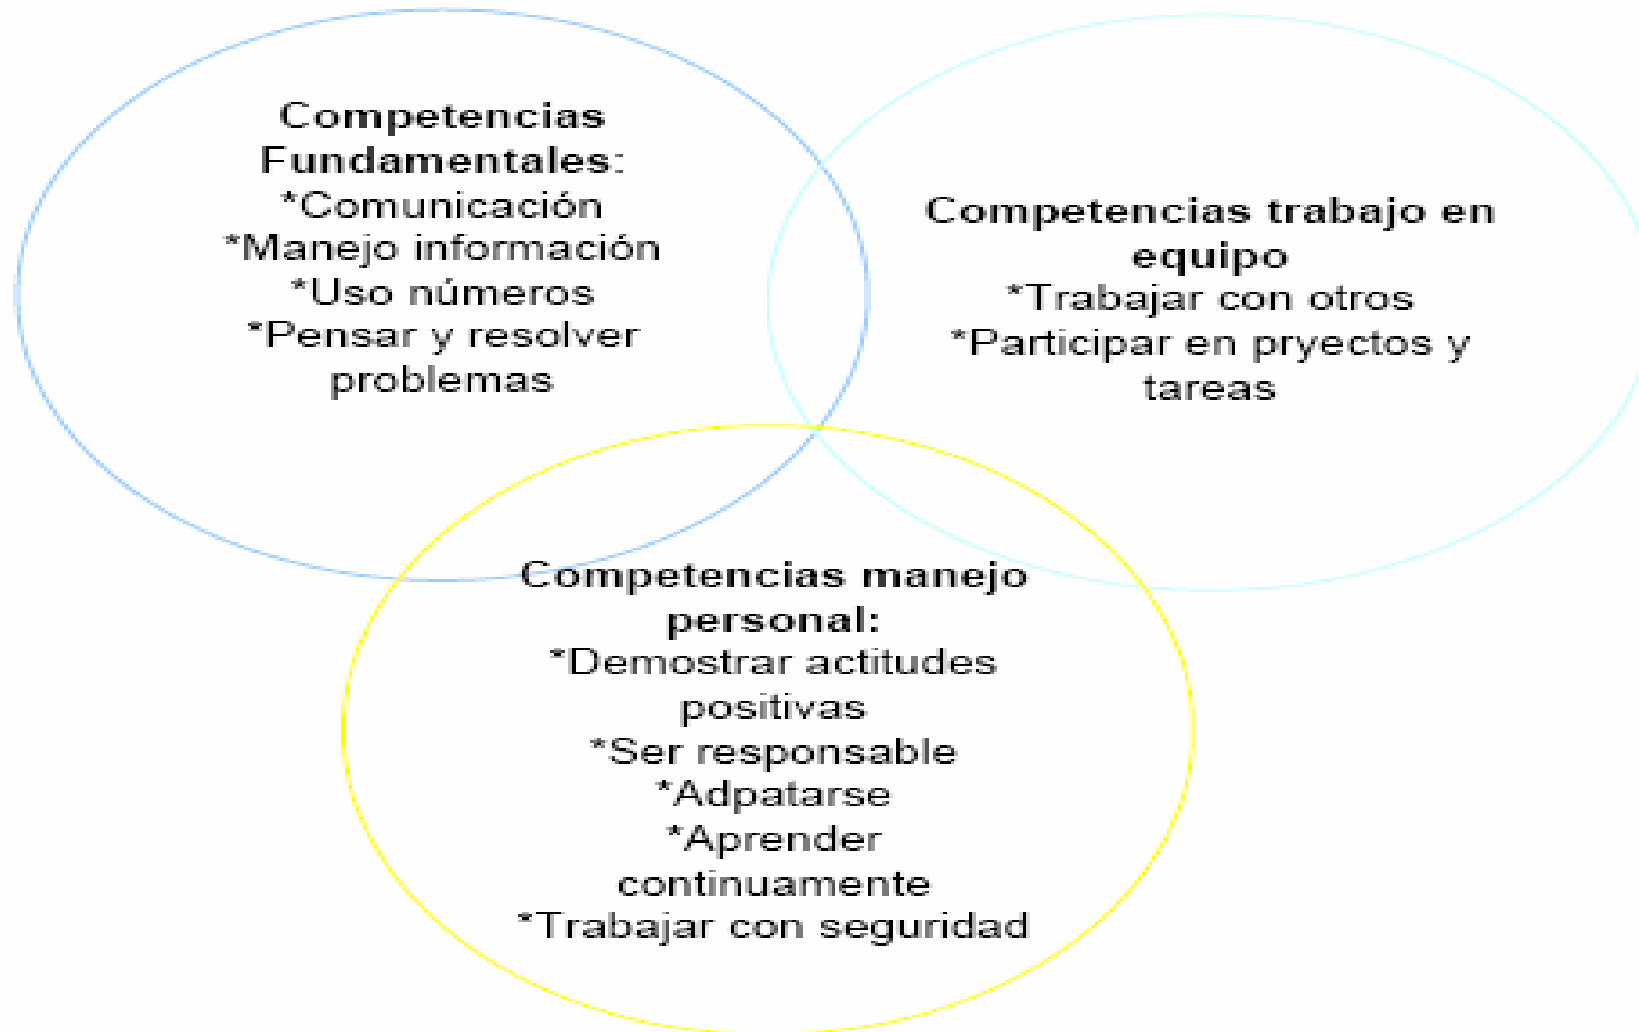 Competencias
Fundamentales:
*Comunicación
*Manejo información
*Uso números
*Pensar y resolver
problemas
Competencias trabajo en
equipo
*Trabajar con otros
*Participar en pryectos y
tareas
Competencias manejo
personal:
*Demostrar actitudes
positivas
*Ser responsable
*Adpatarse
*Aprender
continuamente
*Trabajar con seguridad